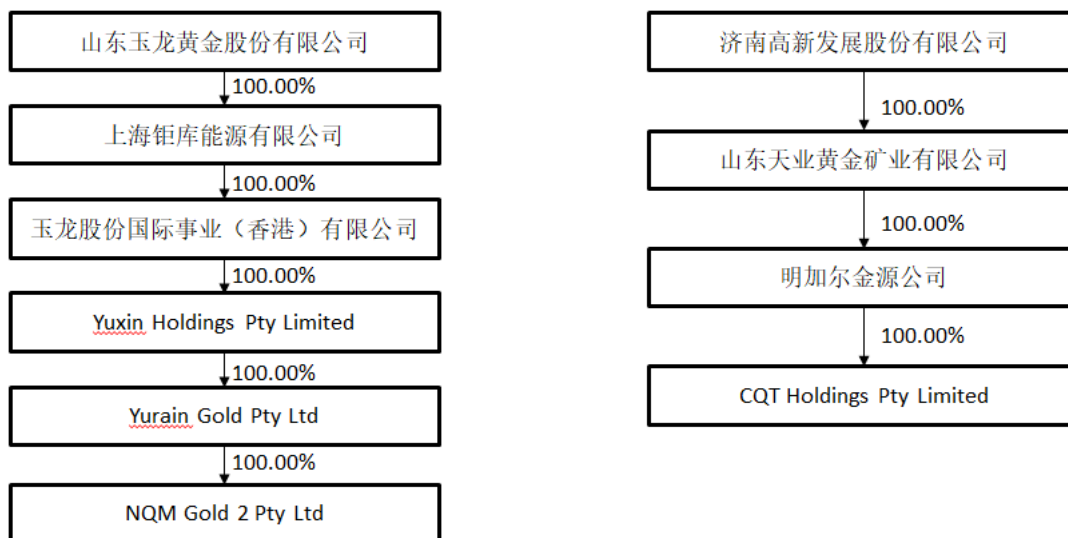 山东玉龙黄金股份有限公司
100.00%
上海钜库能源有限公司
100.00%
玉龙股份国际事业（香港）有限公司
100.00%
Yuxin Holdings Pty Limited
100.00%
Yurain Gold Pty Ltd
100.00%
NQM Gold 2 Pty Ltd
济南高新发展股份有限公司
100.00%
山东天业黄金矿业有限公司
100.00%
明加尔金源公司
100.00%
CQT Holdings Pty Limited